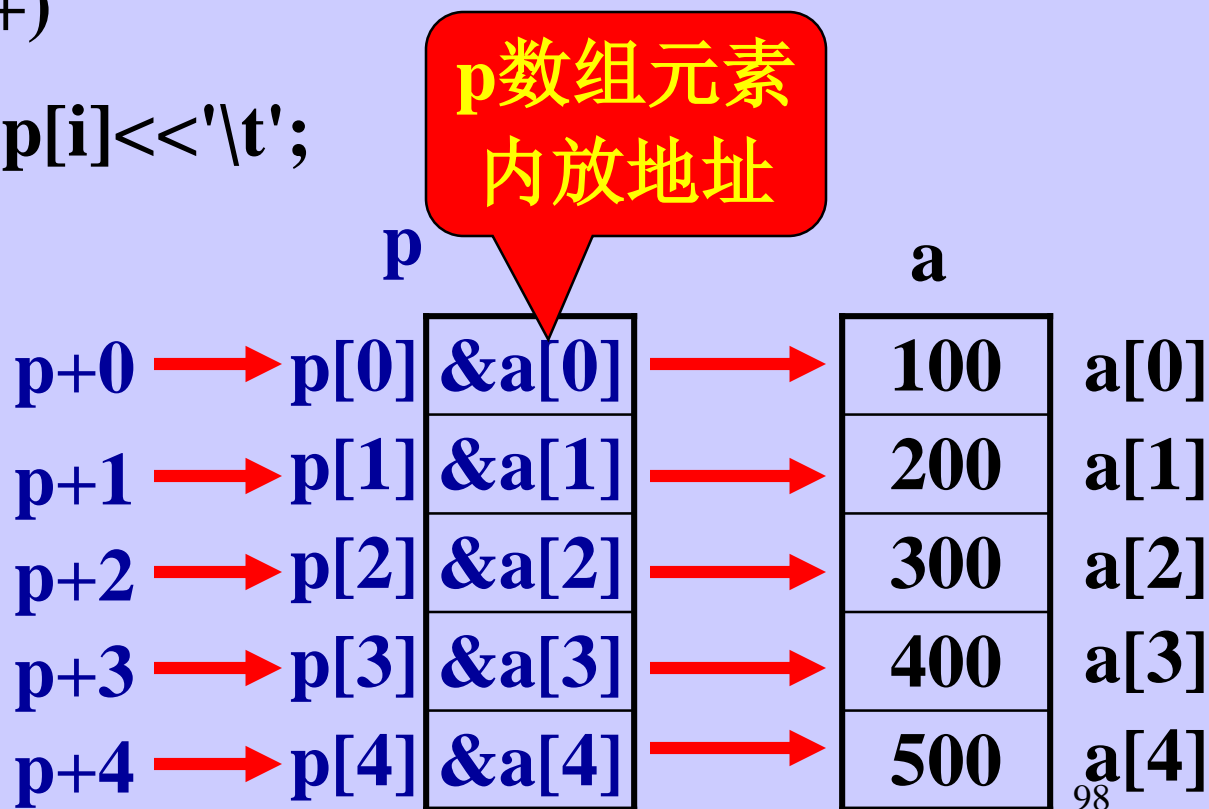 +)
p[i]<<'\t';
p数组元素
内放地址
p a
p+0 p[0] &a[0] 100 a[0]
p+1 p[1] &a[1] 200 a[1]
p+2 p[2] &a[2] 300 a[2]
p+3 p[3] &a[3] 400 a[3]
p+4 p[4] &a[4] 500 a[4]
98